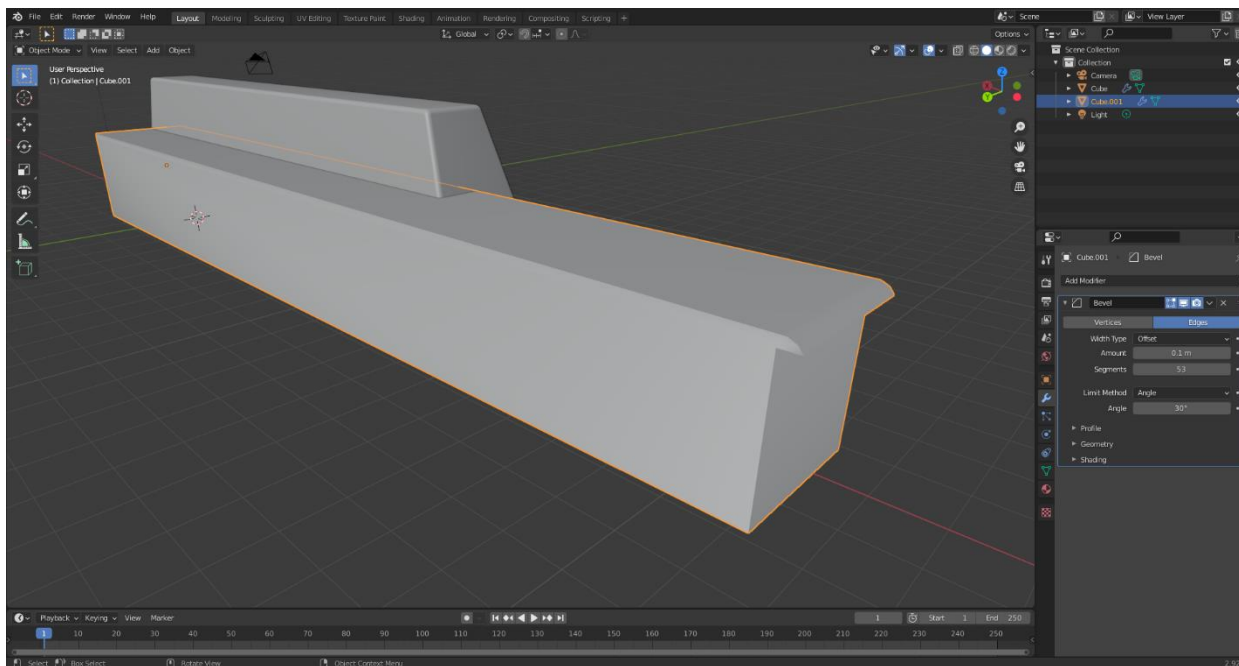 File Edit Render Window Help Layout Modeling Sculpting UV Editing Texture Paint Shading Animation Rendering Compositing Scripting + Scene View Layer
Global Options
Object Mode View Select Add Object
User Perspective
(1) Collection | Cube.001
Z
Y
Scene Collection
Collection
Camera
Cube
Cube.001
Light
Cube.001 Bevel
Add Modifier
Bevel
Vertices Edges
Width Type Offset
Amount 0.1 m
Segments 53
Limit Method Angle
Angle 30°
Profile
Geometry
Shading
Playback Keying View Marker 1 Start 1 End 250
1 10 20 30 40 50 60 70 80 90 100 110 120 130 140 150 160 170 180 190 200 210 220 230 240 250
Select Box Select Rotate View Object Context Menu